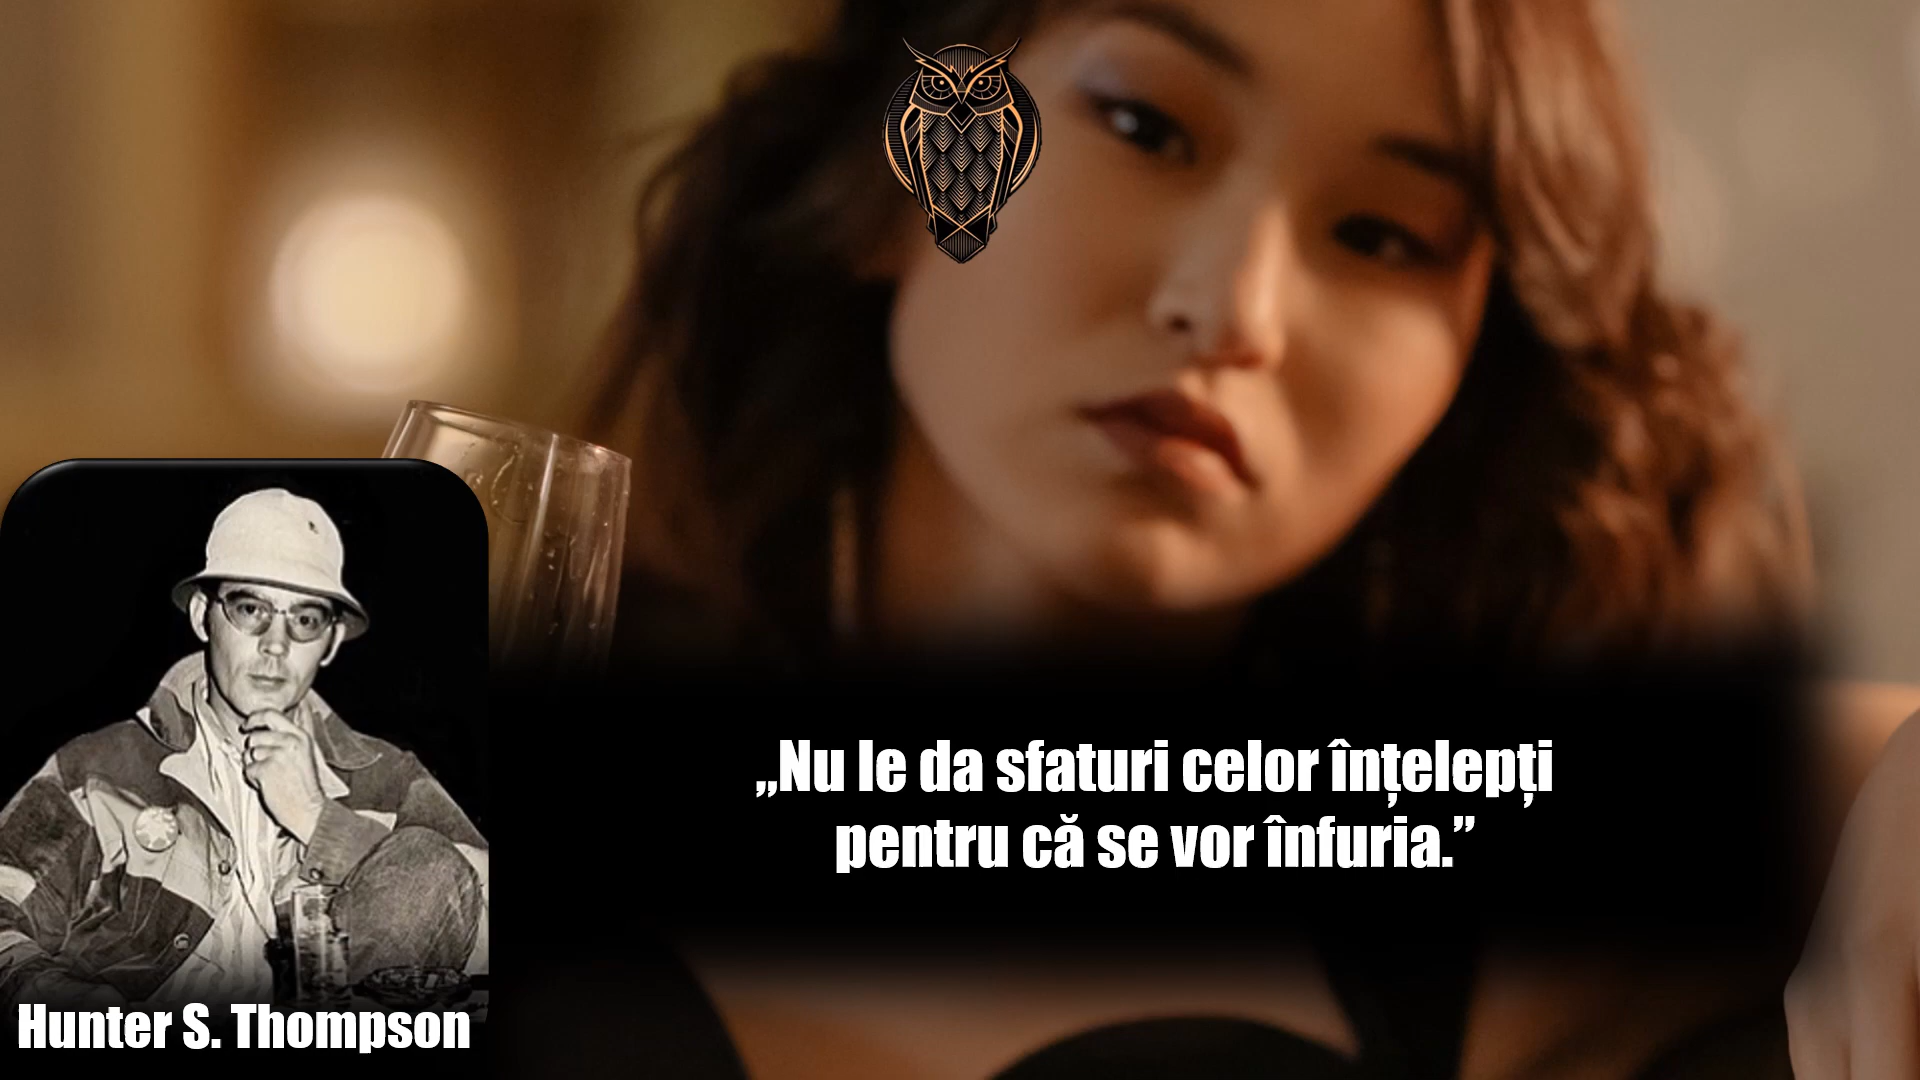 „Nu le da sfaturi celor înțelepți
pentru că se vor înfuria.”
Hunter S. Thompson